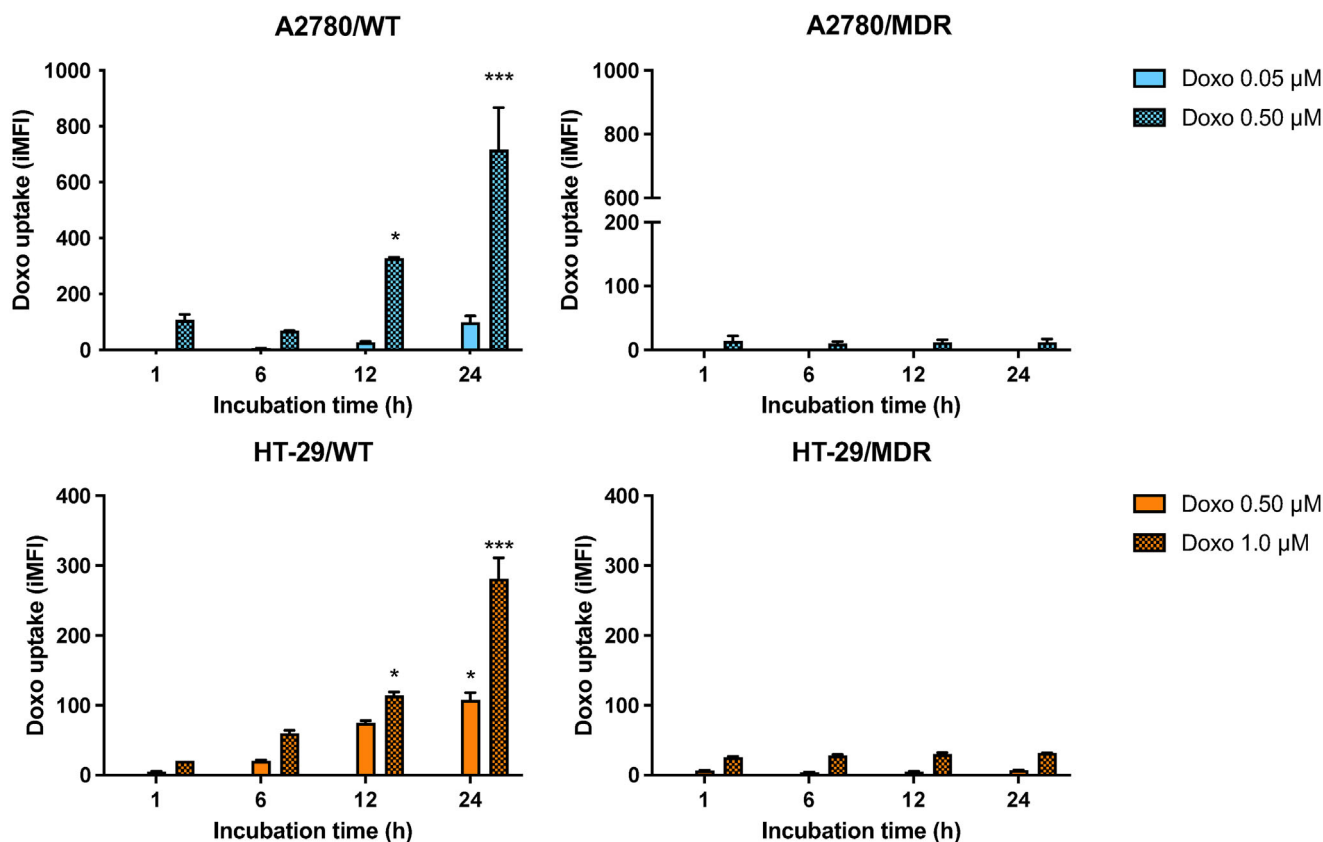 A2780/WT
Doxo uptake (iMFI)
1000
800
600
400
200
0
*
***
1 6 12 24
Incubation time (h)
A2780/MDR
Doxo uptake (iMFI)
1000
800
600
200
100
0
1 6 12 24
Incubation time (h)
Doxo 0.05 µM
Doxo 0.50 µM
HT-29/WT
Doxo uptake (iMFI)
400
300
200
100
0
*
*
***
1 6 12 24
Incubation time (h)
HT-29/MDR
Doxo uptake (iMFI)
400
300
200
100
0
1 6 12 24
Incubation time (h)
Doxo 0.50 µM
Doxo 1.0 µM